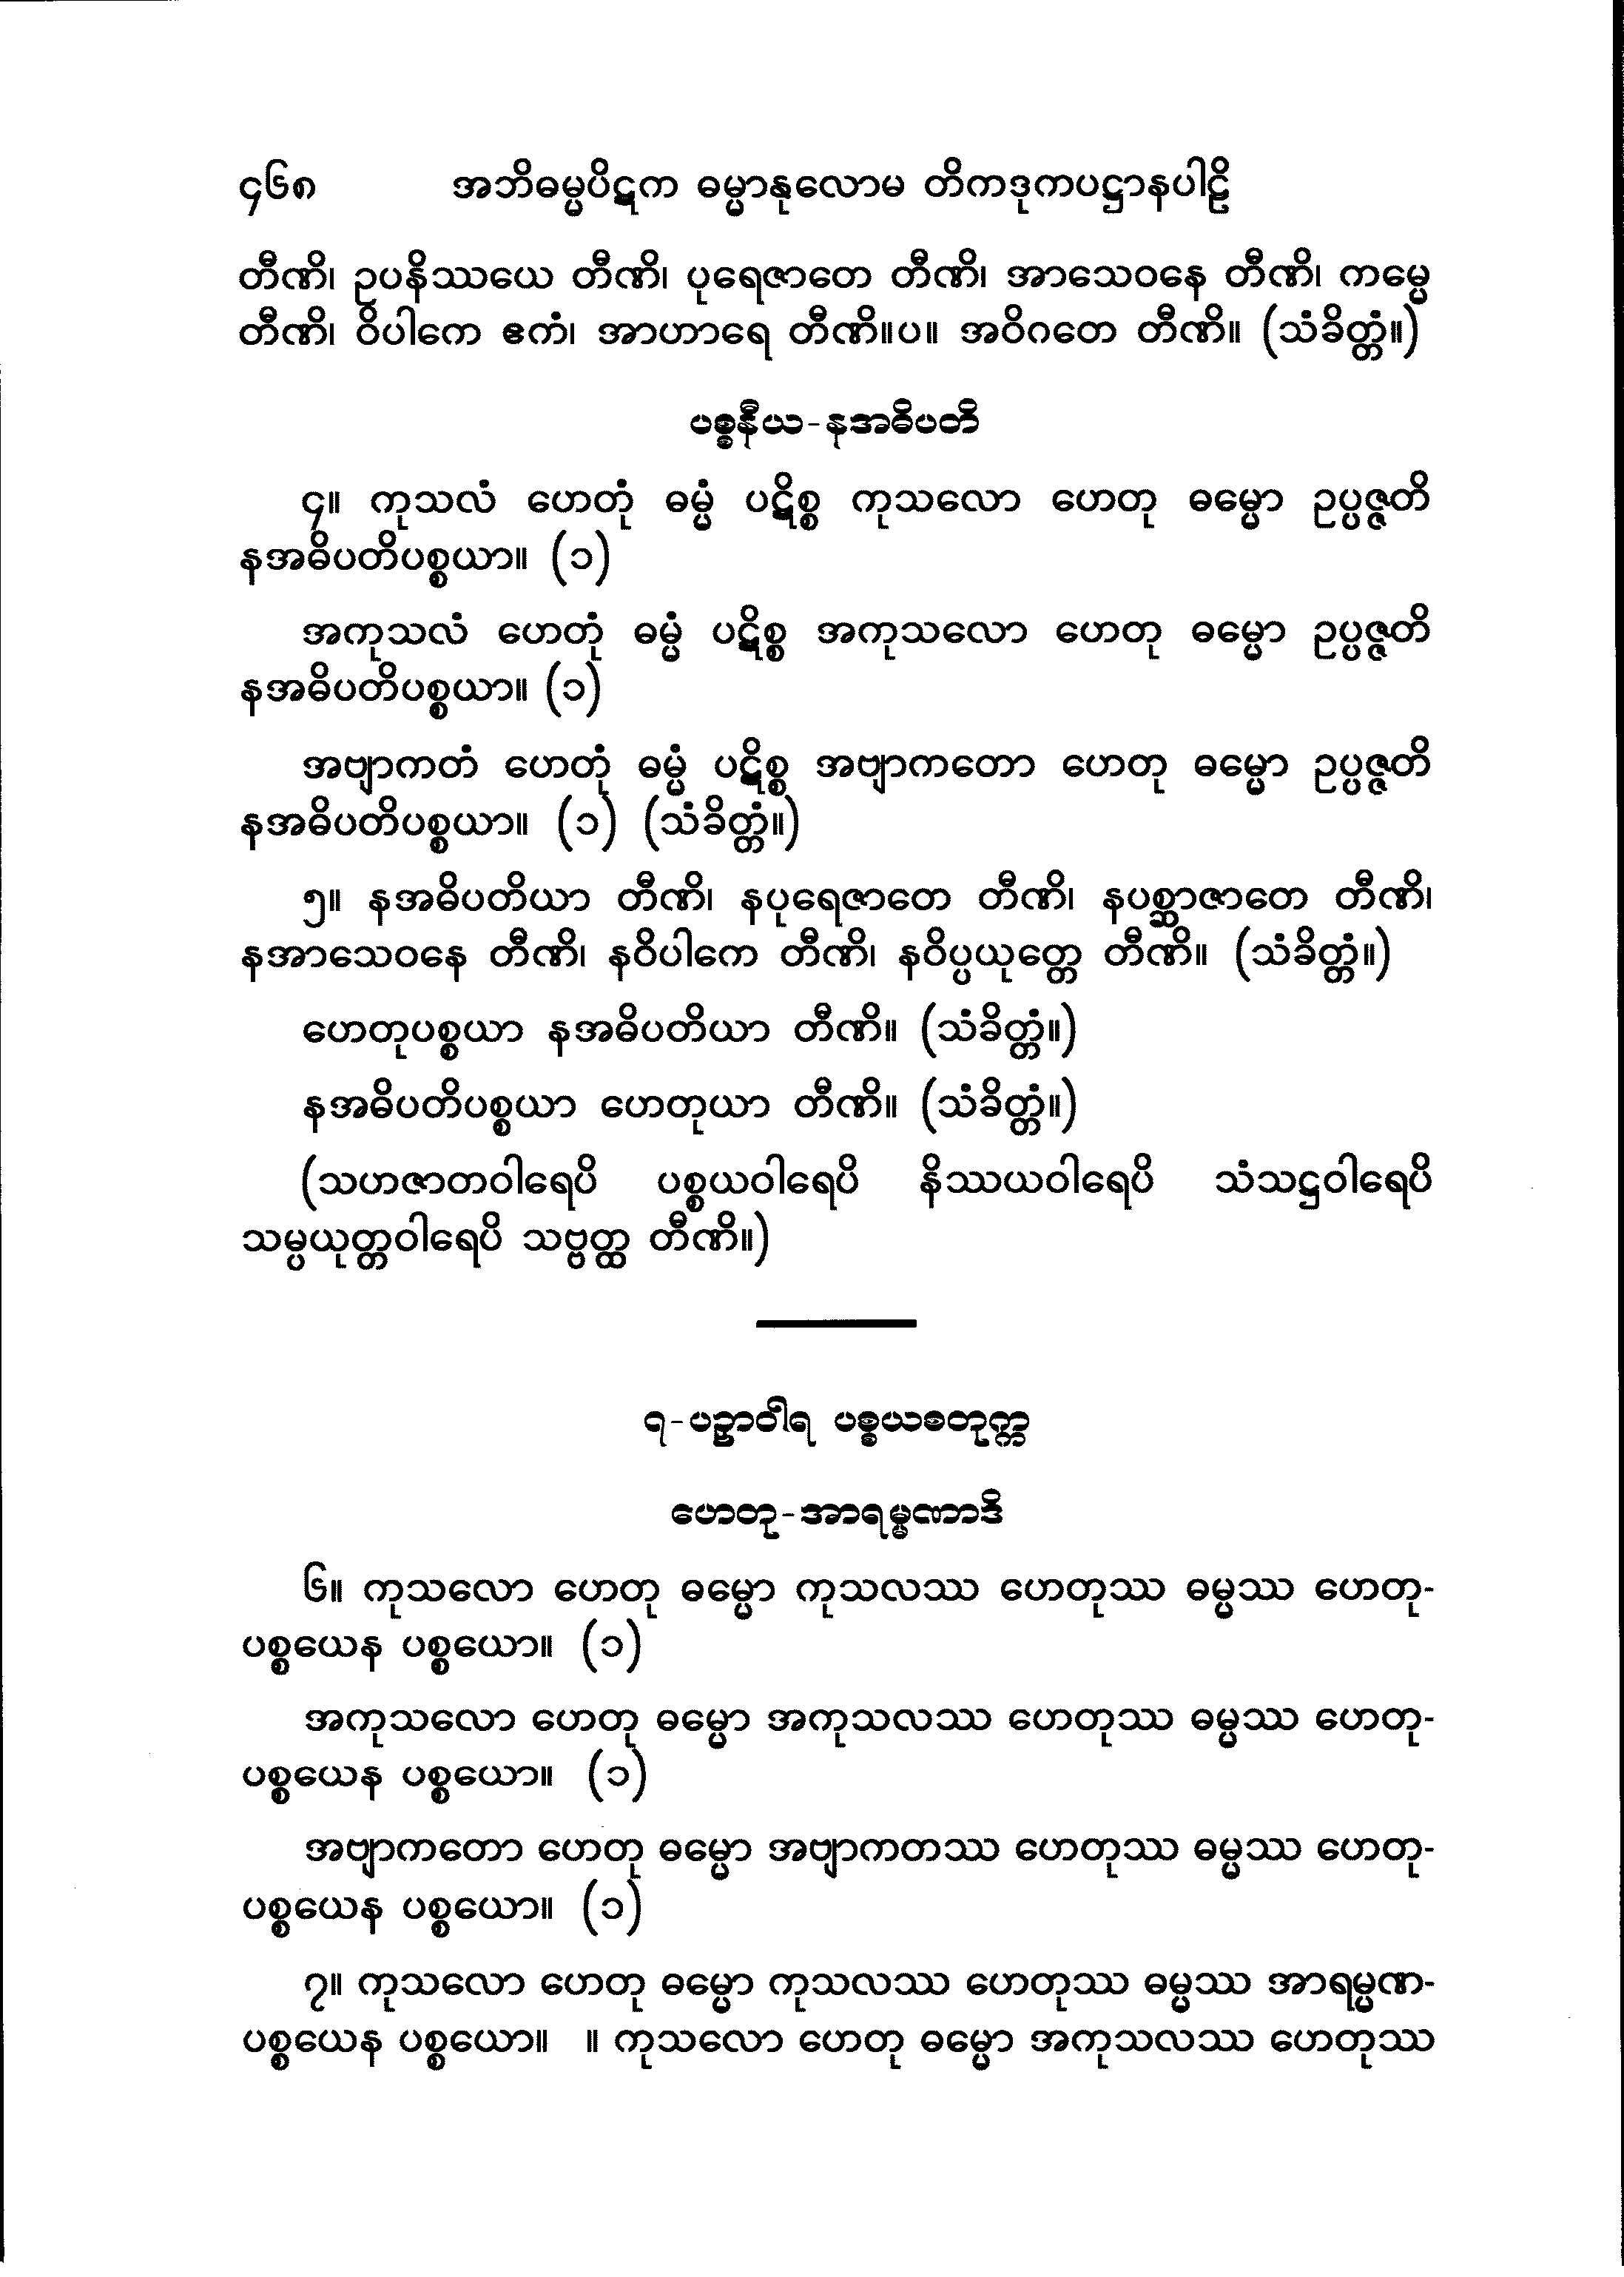 ၄၆၈ အဘိဓမ္မပိဋက ဓမ္မာနုလောမ တိကဒုကပဋ္ဌာနပါဠိ
တီဏိ၊ ဥပနိဿယေ တီဏိ၊ ပုရေဇာတေ တီဏိ၊ အာသေဝနေ တီဏိ၊ ကမ္မေ
တီဏိ၊ ဝိပါကေ ဧကံ၊ အာဟာရေ တီဏိ။ပ။ အဝိဂတေ တီဏိ။ (သံခိတ္တံ။)
ပစ္စနီယ-နအဓိပတိ
၄။ ကုသလံ ဟေတုံ ဓမ္မံ ပဋိစ္စ ကုသလော ဟေတု ဓမ္မော ဥပ္ပဇ္ဇတိ
နအဓိပတိပစ္စယာ။ (၁)
အကုသလံ ဟေတုံ ဓမ္မံ ပဋိစ္စ အကုသလော ဟေတု ဓမ္မော ဥပ္ပဇ္ဇတိ
နအဓိပတိပစ္စယာ။ (၁)
အဗျာကတံ ဟေတုံ ဓမ္မံ ပဋိစ္စ အဗျာကတော ဟေတု ဓမ္မော ဥပ္ပဇ္ဇတိ
နအဓိပတိပစ္စယာ။ (၁) (သံခိတ္တံ။)
၅။ နအဓိပတိယာ တီဏိ၊ နပုရေဇာတေ တီဏိ၊ နပစ္ဆာဇာတေ တီဏိ၊
နအာသေဝနေ တီဏိ၊ နဝိပါကေ တီဏိ၊ နဝိပ္ပယုတ္တေ တီဏိ။ (သံခိတ္တံ။)
ဟေတုပစ္စယာ နအဓိပတိယာ တီဏိ။ (သံခိတ္တံ။)
နအဓိပတိပစ္စယာ ဟေတုယာ တီဏိ။ (သံခိတ္တံ။)
(သဟဇာတဝါရေပိ ပစ္စယဝါရေပိ နိဿယဝါရေပိ သံသဋ္ဌဝါရေပိ
သမ္ပယုတ္တဝါရေပိ သဗ္ဗတ္ထ တီဏိ။)
၇-ပဉှာဝါရ ပစ္စယစတုက္က
ဟေတု-အာရမ္မဏာဒိ
၆။ ကုသလော ဟေတု ဓမ္မော ကုသလဿ ဟေတုဿ ဓမ္မဿ ဟေတု-
ပစ္စယေန ပစ္စယော။ (၁)
အကုသလော ဟေတု ဓမ္မော အကုသလဿ ဟေတုဿ ဓမ္မဿ ဟေတု-
ပစ္စယေန ပစ္စယော။ (၁)
အဗျာကတော ဟေတု ဓမ္မော အဗျာကတဿ ဟေတုဿ ဓမ္မဿ ဟေတု-
ပစ္စယေန ပစ္စယော။ (၁)
၇။ ကုသလော ဟေတု ဓမ္မော ကုသလဿ ဟေတုဿ ဓမ္မဿ အာရမ္မဏ-
ပစ္စယေန ပစ္စယော။ ။ ကုသလော ဟေတု ဓမ္မော အကုသလဿ ဟေတုဿ